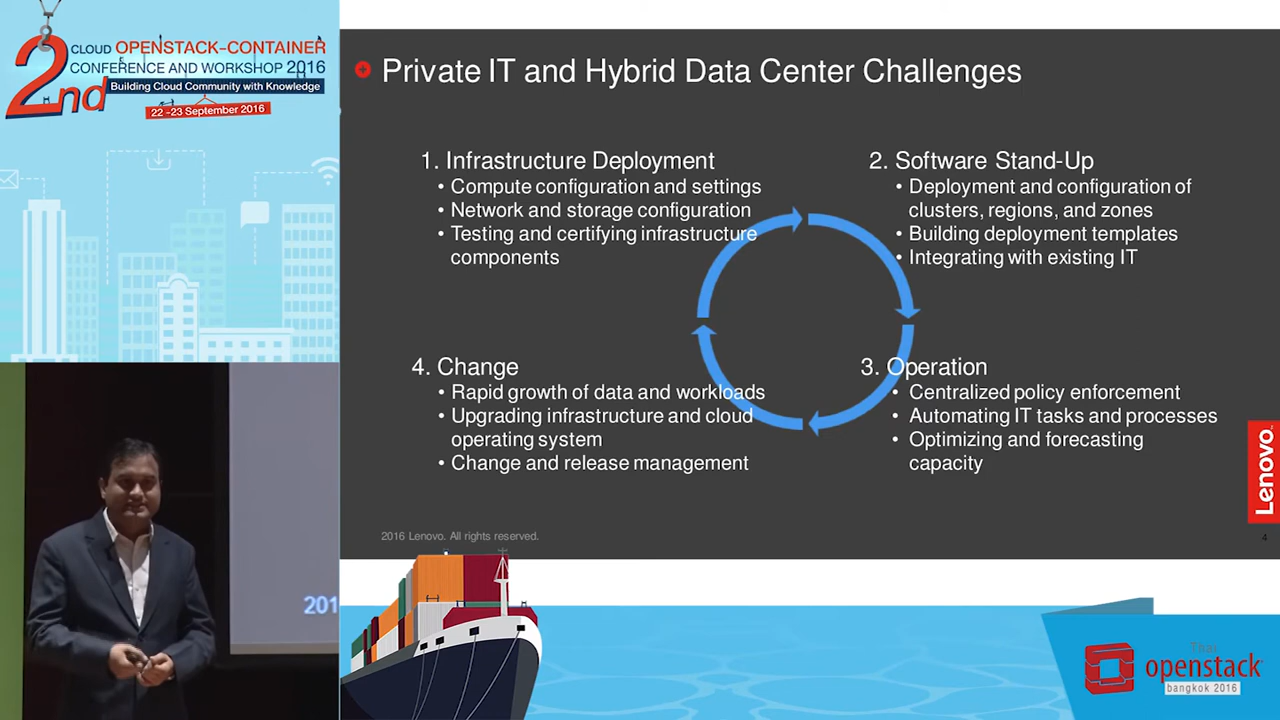 2nd
CLOUD OPENSTACK-CONTAINER
CONFERENCE AND WORKSHOP 2016
Building Cloud Community with Knowledge
22 -23 September 2016
Private IT and Hybrid Data Center Challenges
1. Infrastructure Deployment
• Compute configuration and settings
• Network and storage configuration
• Testing and certifying infrastructure
components
2. Software Stand-Up
• Deployment and configuration of
clusters, regions, and zones
• Building deployment templates
• Integrating with existing IT
4. Change
• Rapid growth of data and workloads
• Upgrading infrastructure and cloud
operating system
• Change and release management
3. Operation
• Centralized policy enforcement
• Automating IT tasks and processes
• Optimizing and forecasting
capacity
Lenovo
2016 Lenovo. All rights reserved.
4
201
Thai
openstack
bangkok 2016